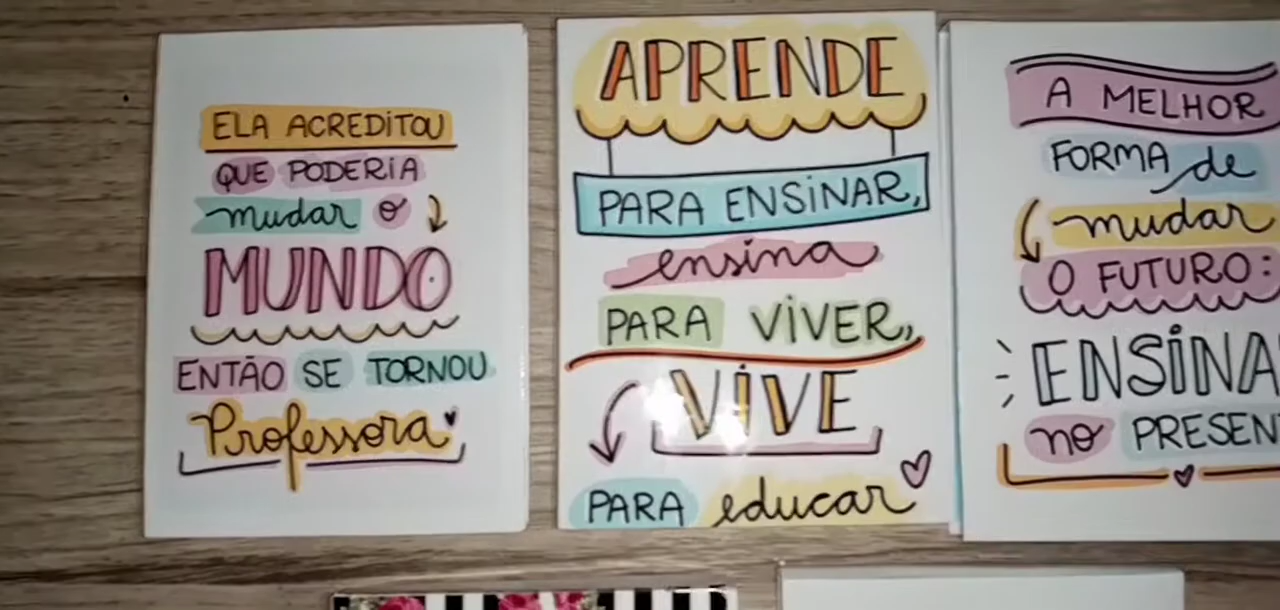 ELA ACREDITOU
QUE PODERIA
mudar o
MUNDO
ENTÃO SE TORNOU
Professora
APRENDE
PARA ENSINAR,
ensina
PARA VIVER,
VIVE
PARA educar
A MELHOR
FORMA de
mudar
O FUTURO:
ENSINA
no PRESEN